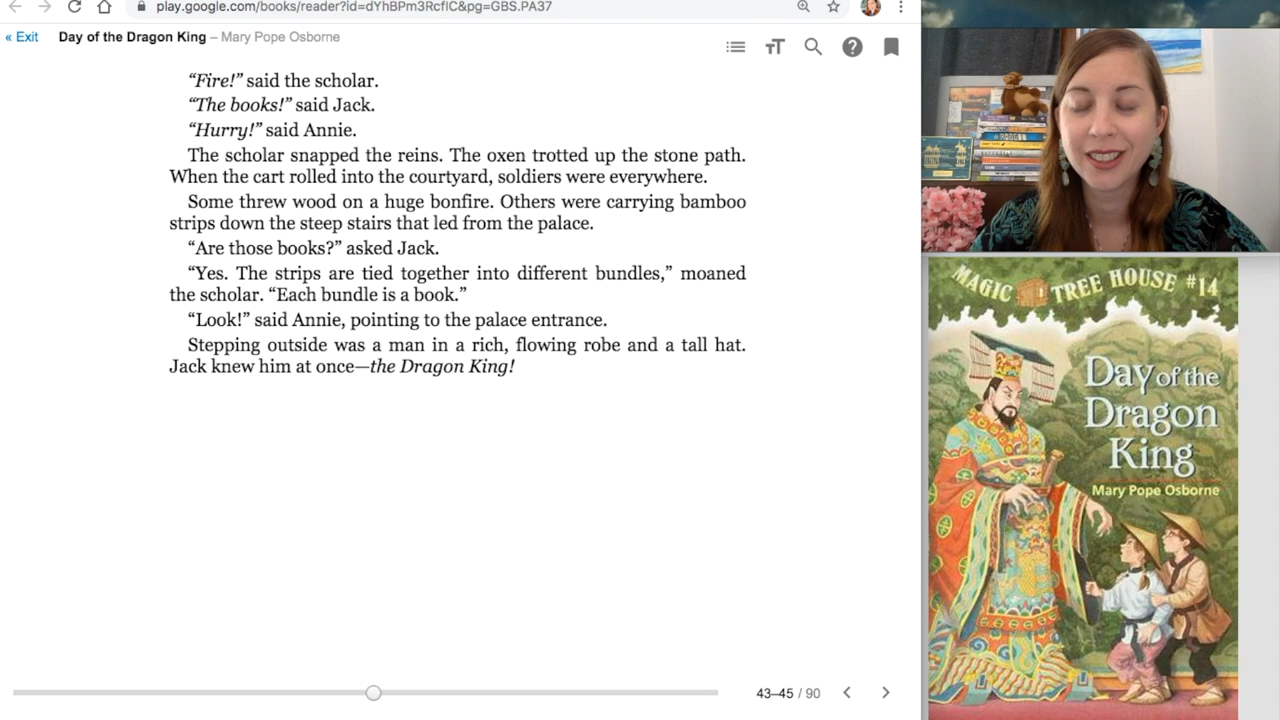 play.google.com/books/reader?id=dYhBPm3RcfIC&pg=GBS.PA37
« Exit Day of the Dragon King – Mary Pope Osborne
“Fire!” said the scholar.
“The books!” said Jack.
“Hurry!” said Annie.
The scholar snapped the reins. The oxen trotted up the stone path.
When the cart rolled into the courtyard, soldiers were everywhere.
Some threw wood on a huge bonfire. Others were carrying bamboo
strips down the steep stairs that led from the palace.
“Are those books?” asked Jack.
“Yes. The strips are tied together into different bundles,” moaned
the scholar. “Each bundle is a book.”
“Look!” said Annie, pointing to the palace entrance.
Stepping outside was a man in a rich, flowing robe and a tall hat.
Jack knew him at once—the Dragon King!
43–45 / 90
MAGIC TREE HOUSE #14
Day of the
Dragon
King
Mary Pope Osborne